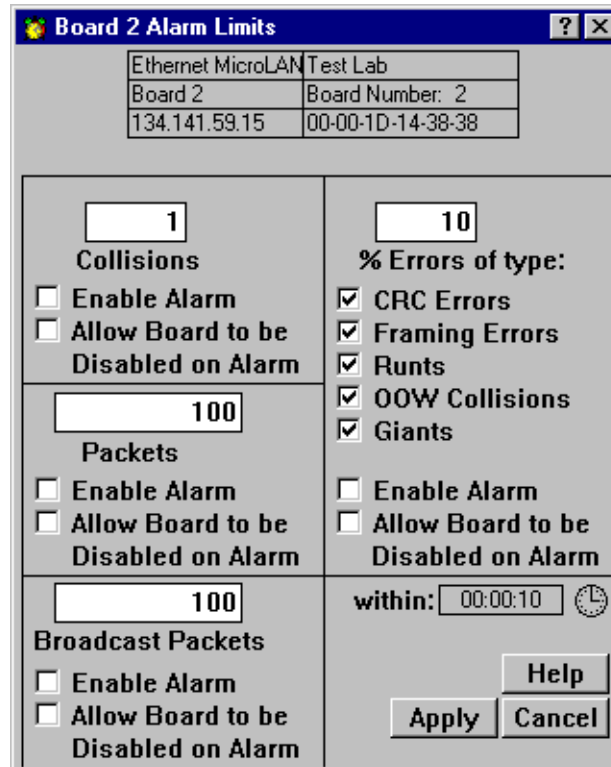 Board 2 Alarm Limits
Ethernet MicroLAN Test Lab
Board 2 Board Number: 2
134.141.59.15 00-00-1D-14-38-38
1
Collisions
Enable Alarm
Allow Board to be
Disabled on Alarm
100
Packets
Enable Alarm
Allow Board to be
Disabled on Alarm
100
Broadcast Packets
Enable Alarm
Allow Board to be
Disabled on Alarm
10
% Errors of type:
CRC Errors
Framing Errors
Runts
OOW Collisions
Giants
Enable Alarm
Allow Board to be
Disabled on Alarm
within: 00:00:10
Help
Apply Cancel